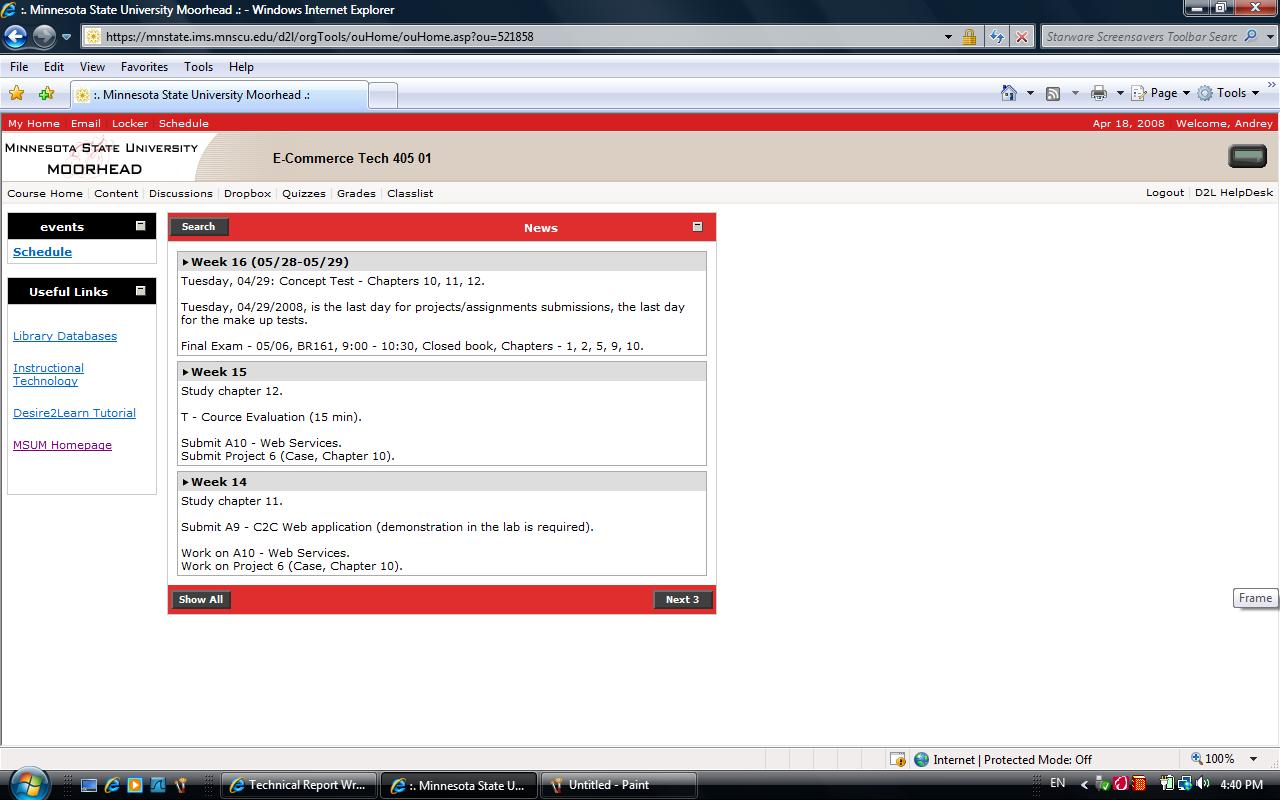 :. Minnesota State University Moorhead .: - Windows Internet Explorer
https://mnstate.ims.mnscu.edu/d2l/orgTools/ouHome/ouHome.asp?ou=521858
Starware Screensavers Toolbar Searc
File Edit View Favorites Tools Help
:. Minnesota State University Moorhead .:
Page Tools
My Home Email Locker Schedule
Apr 18, 2008 Welcome, Andrey
MINNESOTA STATE UNIVERSITY
MOORHEAD
E-Commerce Tech 405 01
Course Home Content Discussions Dropbox Quizzes Grades Classlist
Logout D2L HelpDesk
events
Schedule
Useful Links
Library Databases
Instructional
Technology
Desire2Learn Tutorial
MSUM Homepage
Search
News
Week 16 (05/28-05/29)
Tuesday, 04/29: Concept Test - Chapters 10, 11, 12.
Tuesday, 04/29/2008, is the last day for projects/assignments submissions, the last day
for the make up tests.
Final Exam - 05/06, BR161, 9:00 - 10:30, Closed book, Chapters - 1, 2, 5, 9, 10.
Week 15
Study chapter 12.
T - Cource Evaluation (15 min).
Submit A10 - Web Services.
Submit Project 6 (Case, Chapter 10).
Week 14
Study chapter 11.
Submit A9 - C2C Web application (demonstration in the lab is required).
Work on A10 - Web Services.
Work on Project 6 (Case, Chapter 10).
Show All
Next 3
Frame
Internet | Protected Mode: Off
100%
Technical Report Wr...
:. Minnesota State U...
Untitled - Paint
EN
4:40 PM